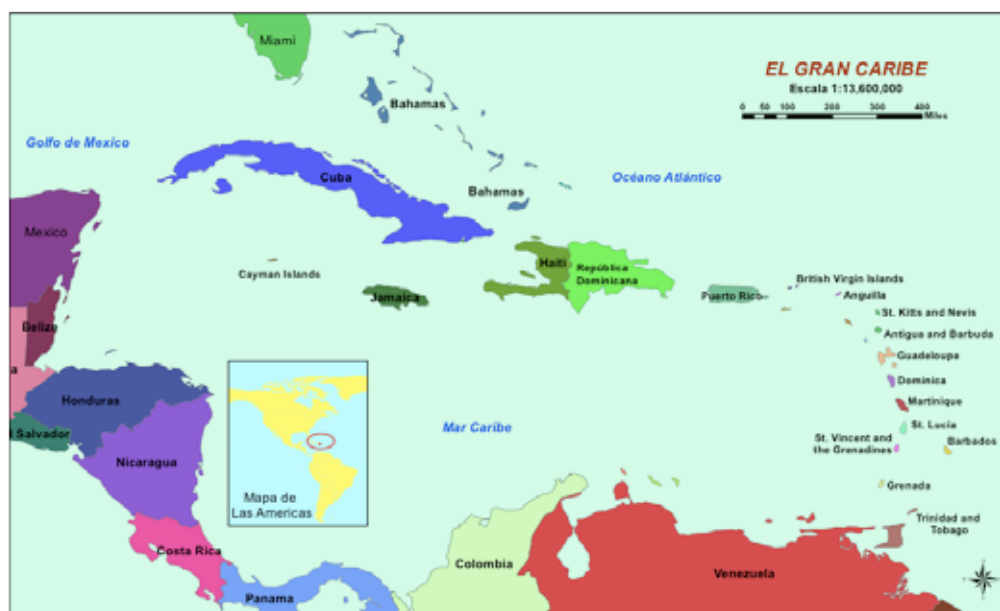 Miami
EL GRAN CARIBE
Escala 1:13,600,000
0 50 100 200 300 400
Miles
Bahamas
Golfo de Mexico
Cuba
Bahamas
Océano Atlántico
Mexico
Haiti
República
Dominicana
Cayman Islands
Jamaica
Puerto Rico
British Virgin Islands
Anguilla
St. Kitts and Nevis
Belize
Antigua and Barbuda
Guadeloupe
a
Dominica
Honduras
Martinique
l Salvador
Mar Caribe
St. Lucia
St. Vincent and
the Grenadines
Barbados
Nicaragua
Grenada
Mapa de
Las Americas
Trinidad and
Tobago
Costa Rica
Colombia
Venezuela
Panama